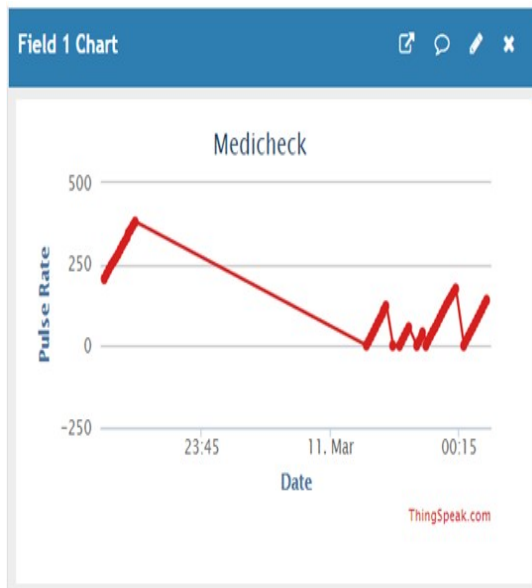 Field 1 Chart
Medicheck
500
250
0
-250
Pulse Rate
23:45
11. Mar
00:15
Date
ThingSpeak.com